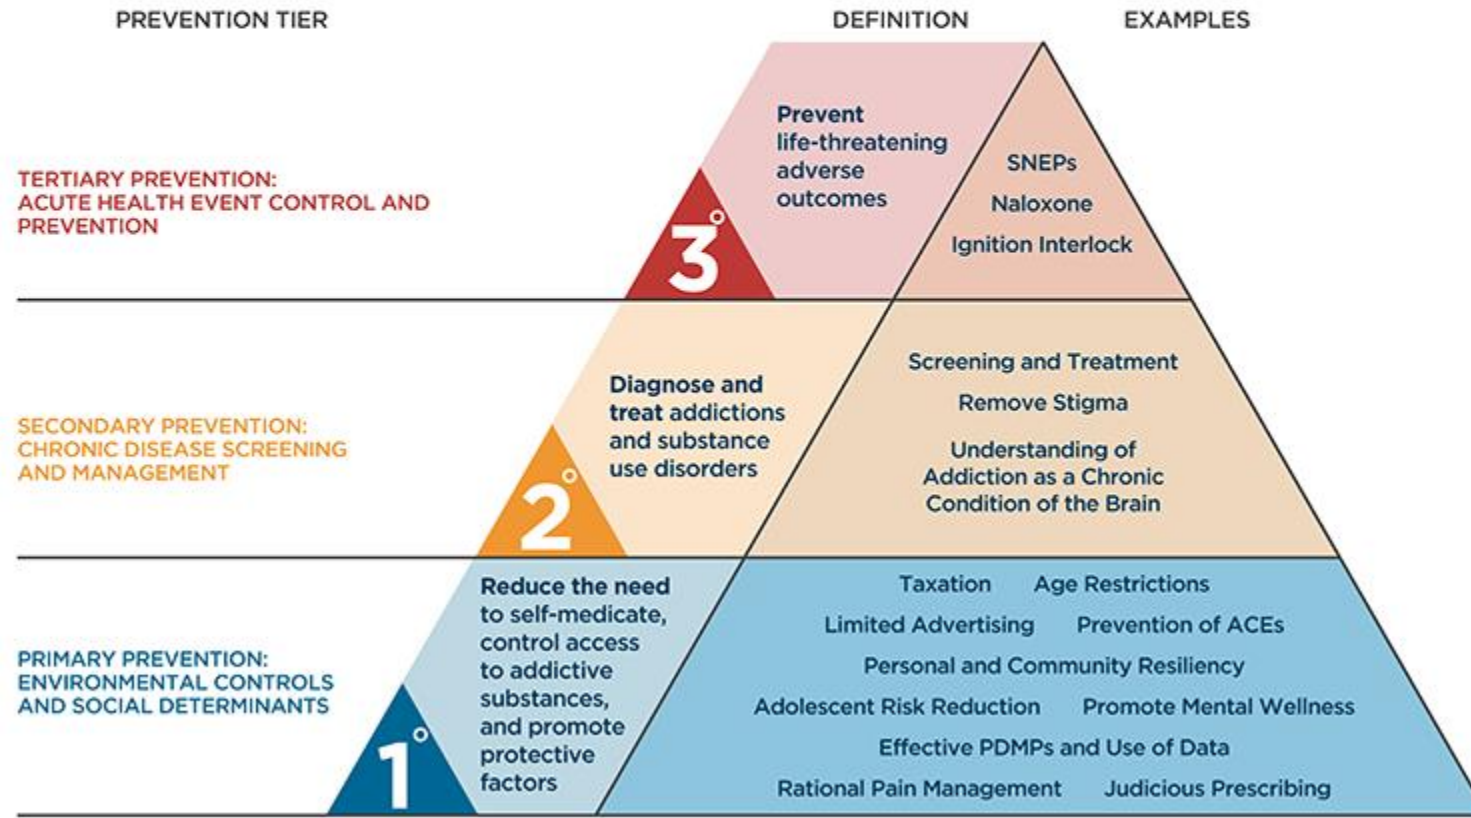 PREVENTION TIER
DEFINITION
EXAMPLES
TERTIARY PREVENTION:
ACUTE HEALTH EVENT CONTROL AND
PREVENTION
3°
Prevent
life-threatening
adverse
outcomes
SNEPs
Naloxone
Ignition Interlock
SECONDARY PREVENTION:
CHRONIC DISEASE SCREENING
AND MANAGEMENT
2°
Diagnose and
treat addictions
and substance
use disorders
Screening and Treatment
Remove Stigma
Understanding of
Addiction as a Chronic
Condition of the Brain
PRIMARY PREVENTION:
ENVIRONMENTAL CONTROLS
AND SOCIAL DETERMINANTS
1°
Reduce the need
to self-medicate,
control access
to addictive
substances,
and promote
protective
factors
Taxation Age Restrictions
Limited Advertising Prevention of ACEs
Personal and Community Resiliency
Adolescent Risk Reduction Promote Mental Wellness
Effective PDMPs and Use of Data
Rational Pain Management Judicious Prescribing